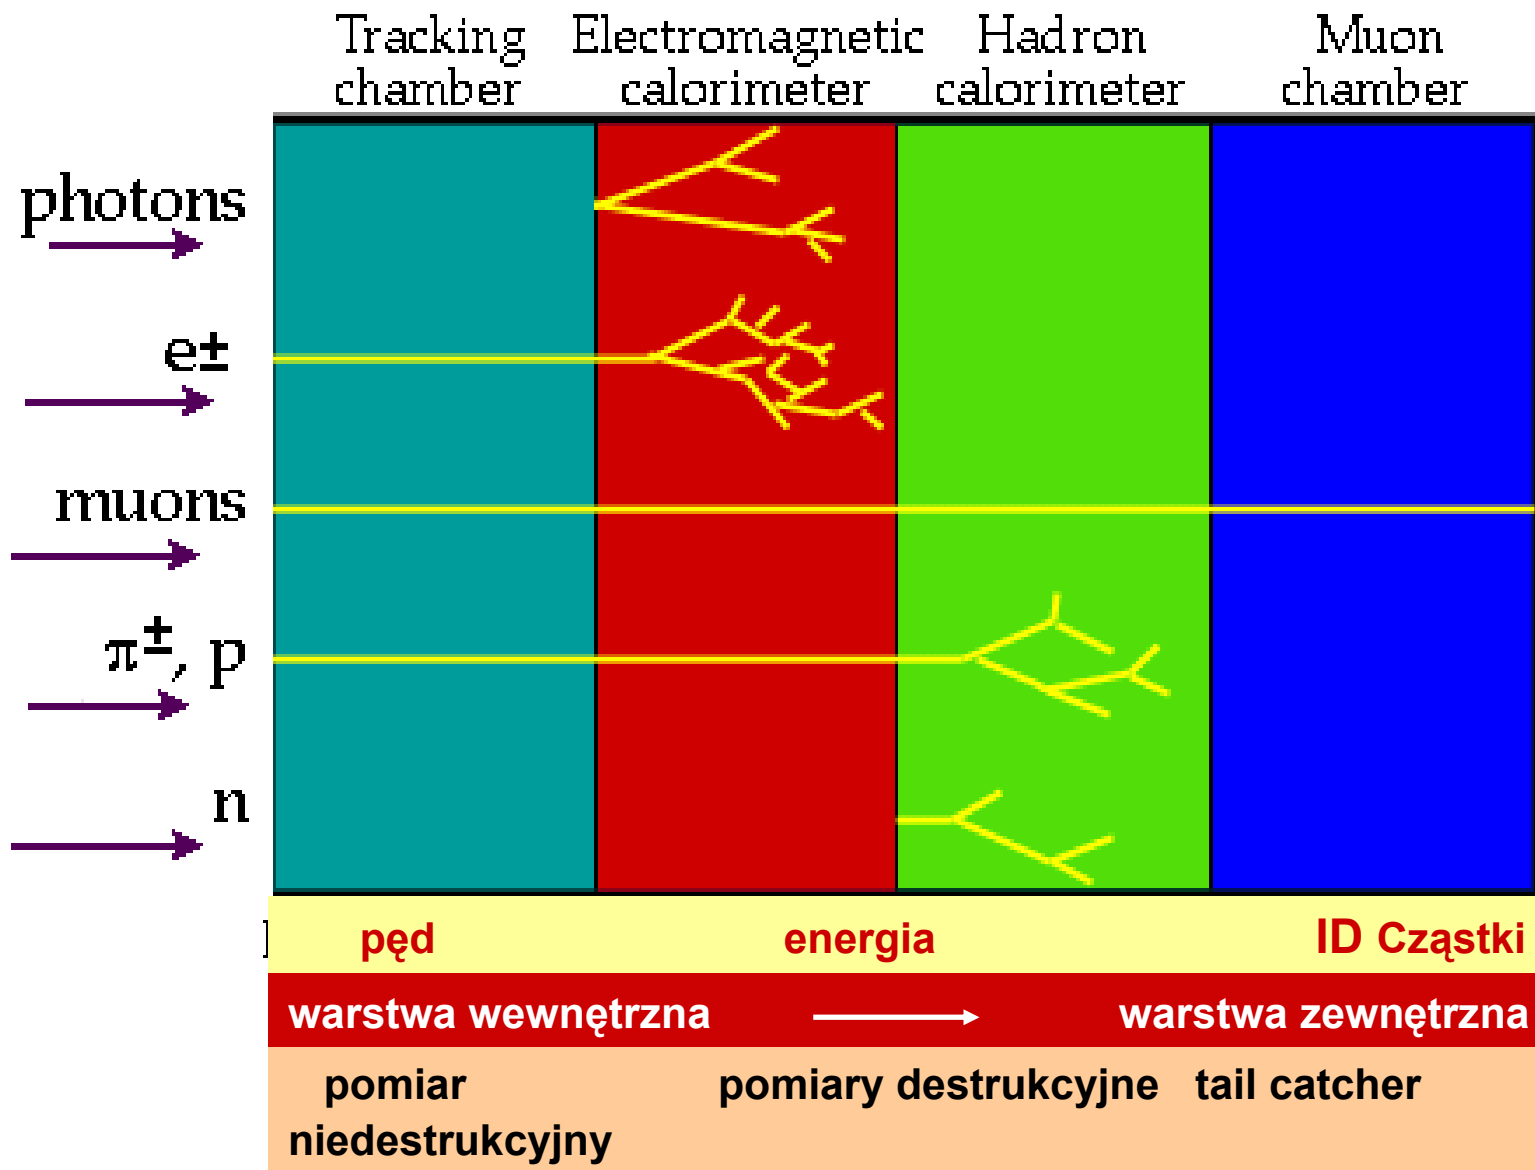 Tracking Electromagnetic Hadron Muon
chamber calorimeter calorimeter chamber
photons
e±
muons
π±, p
n
pęd energia ID Cząstki
warstwa wewnętrzna warstwa zewnętrzna
pomiar pomiary destrukcyjne tail catcher
niedestrukcyjny